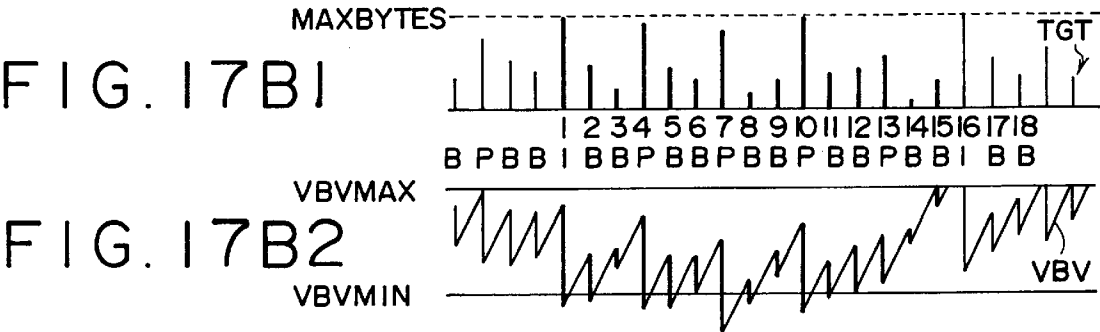 MAXBYTES
TGT
FIG. 17B1
1 2 3 4 5 6 7 8 9 10 11 12 13 14 15 16 17 18
B P B B I B B P B B P B B P B B P B B I B B
VBVMAX
FIG. 17B2
VBV
VBVMIN